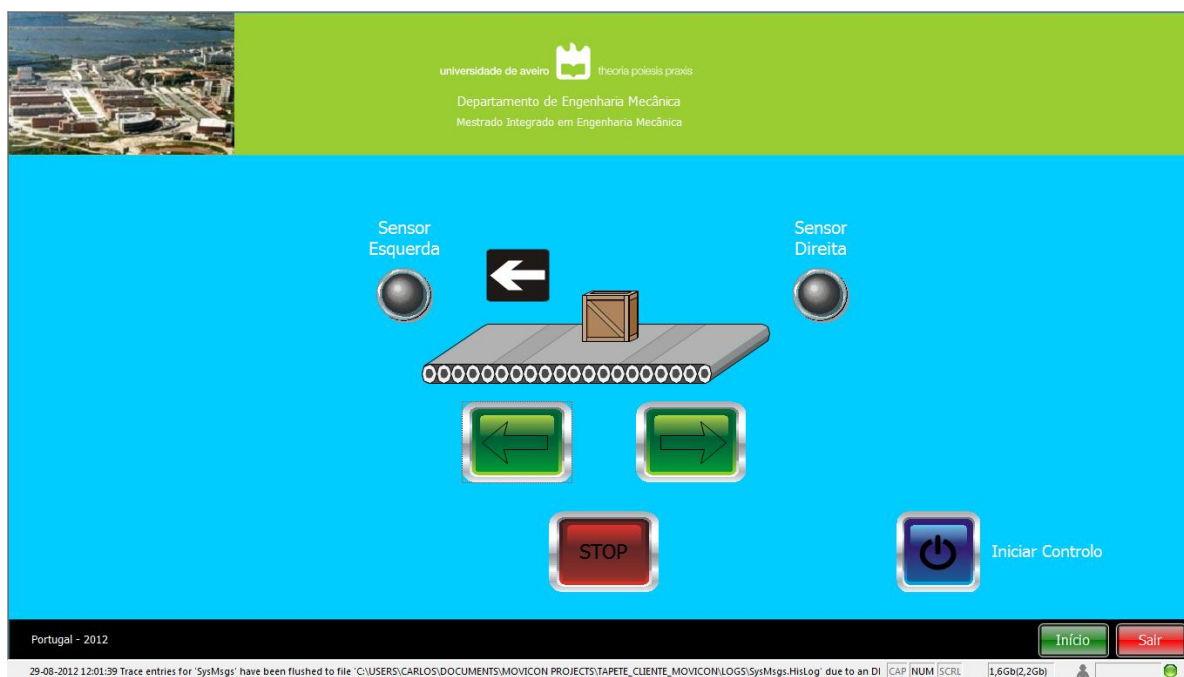 universidade de aveiro theoria poiesis praxis
Departamento de Engenharia Mecânica
Mestrado Integrado em Engenharia Mecânica
Sensor
Esquerda
Sensor
Direita
STOP
Iniciar Controlo
Portugal - 2012
Início
Sair
29-08-2012 12:01:39 Trace entries for 'SysMsgs' have been flushed to file 'C:\USERS\CARLOS\DOCUMENTS\MOVICON PROJECTS\TAPETE_CLIENTE_MOVICON\LOGS\SysMsgs.HisLog' due to an DI CAP NUM SCRL 1,6Gb(2,2Gb)